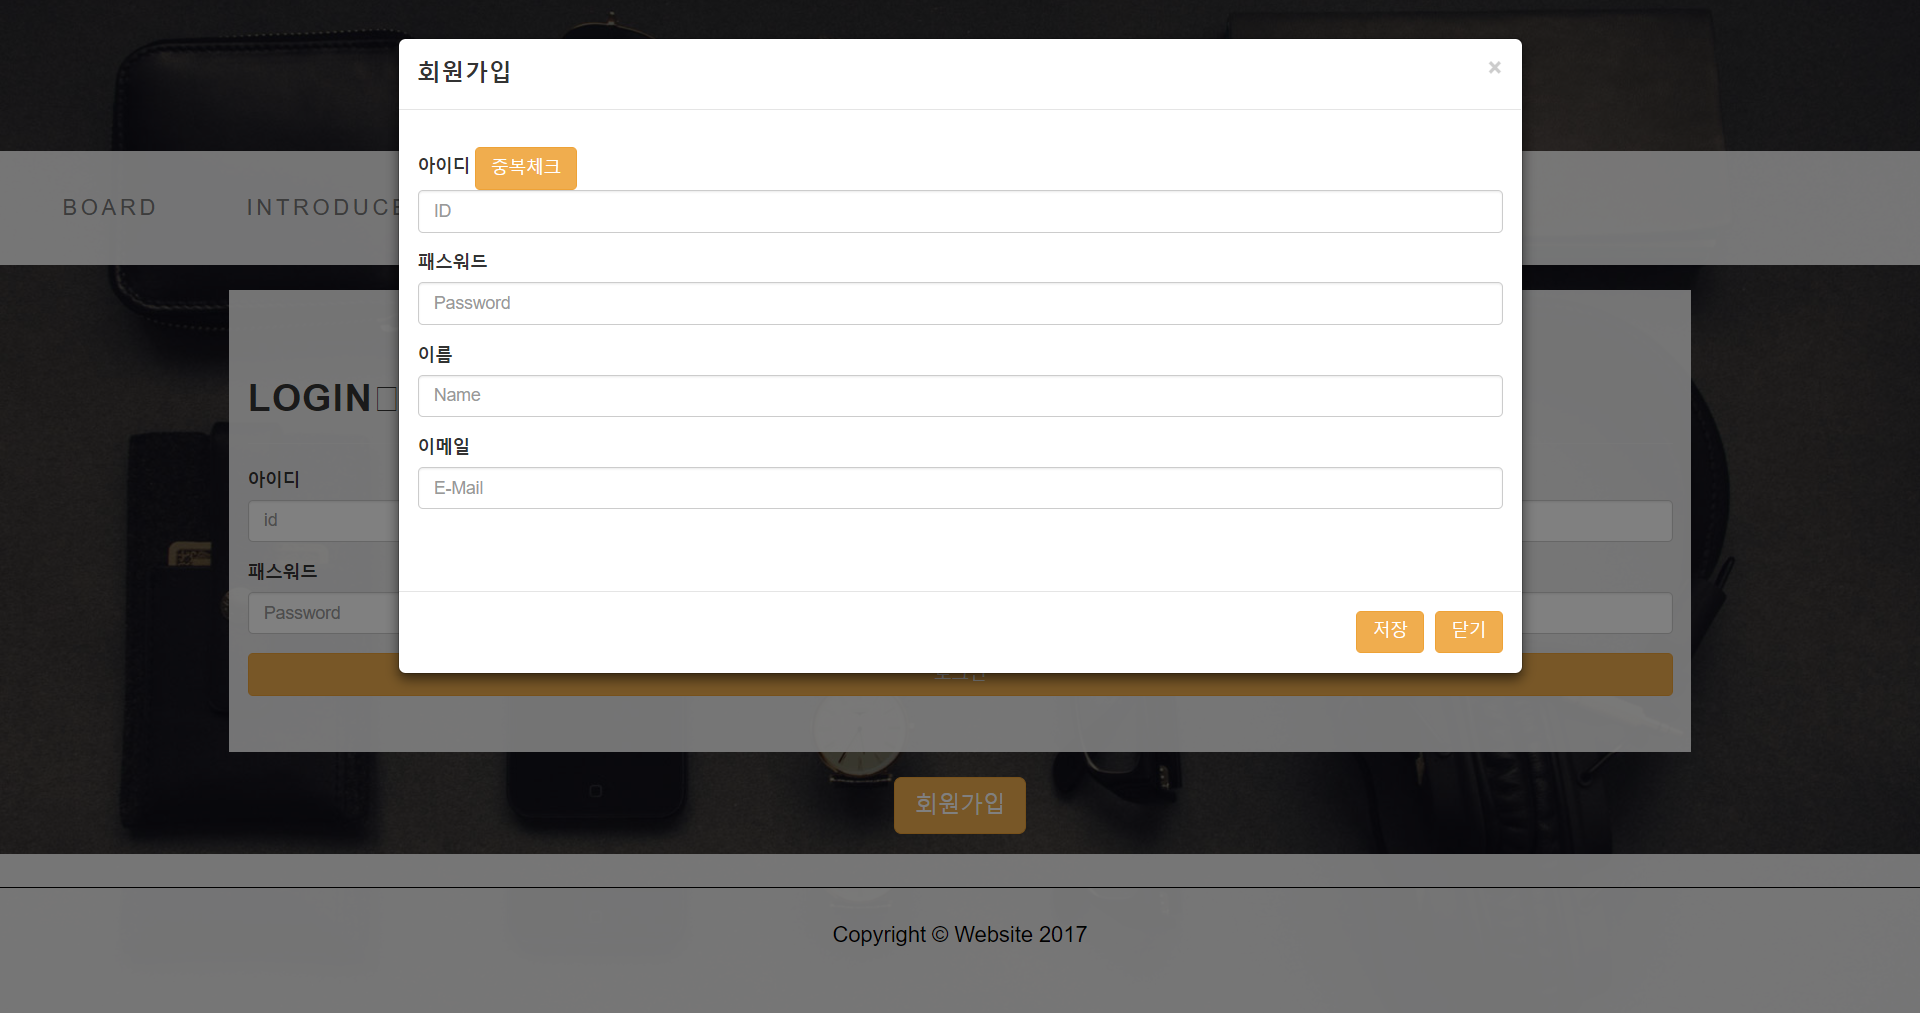 회원가입 ×
아이디 중복체크
ID
패스워드
Password
이름
Name
이메일
E-Mail
저장 닫기
BOARD INTRODUCE
LOGIN
아이디
id
패스워드
Password
회원가입
Copyright © Website 2017